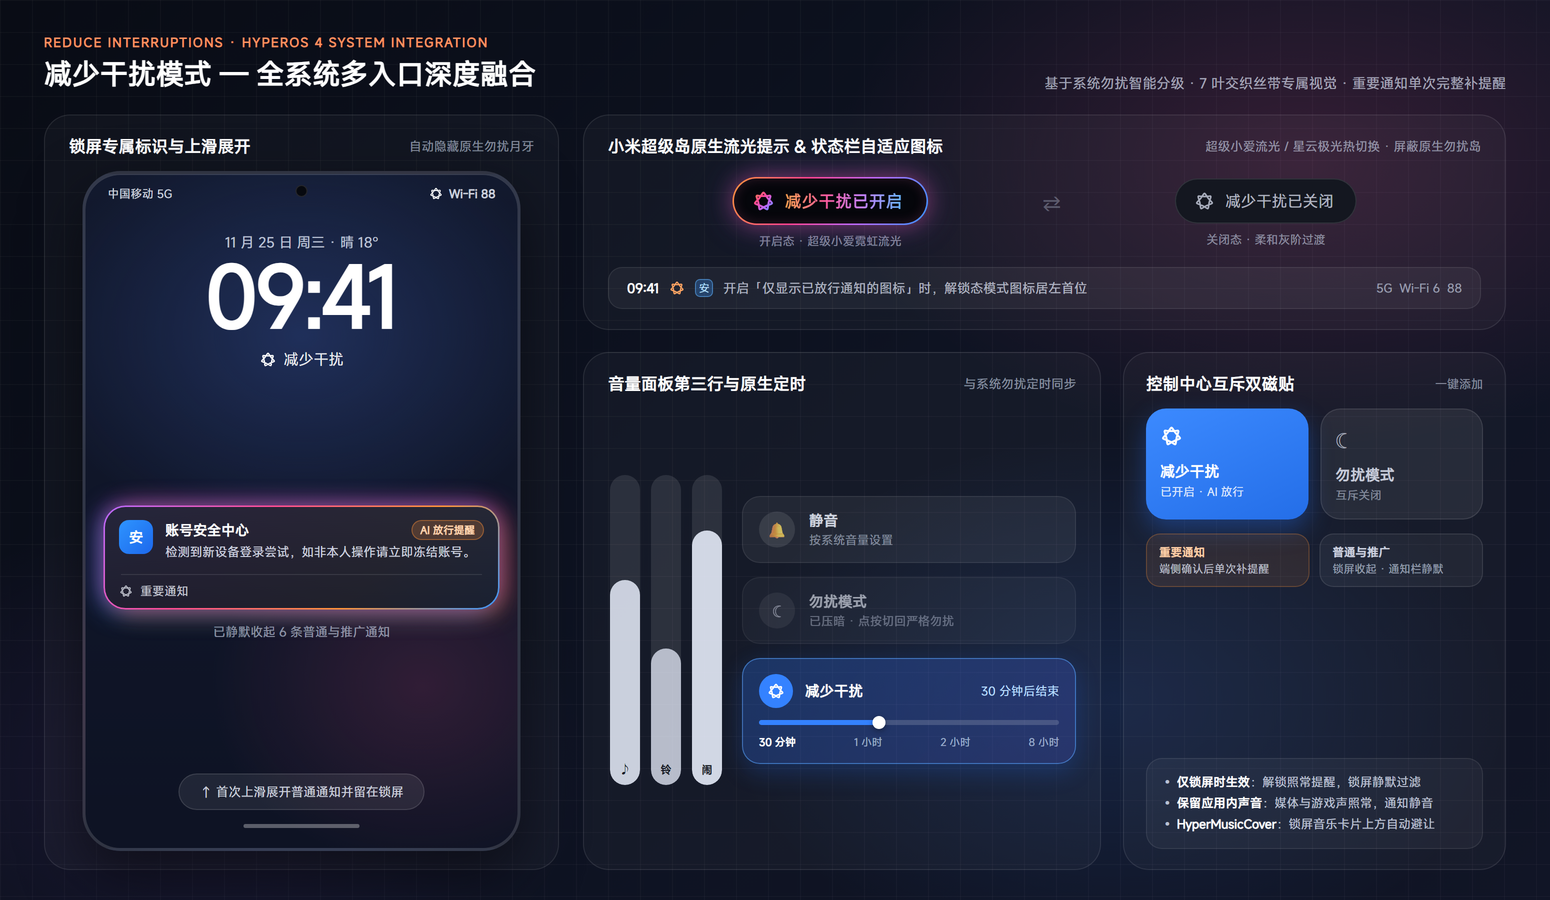 REDUCE INTERRUPTIONS · HYPEROS 4 SYSTEM INTEGRATION
减少干扰模式 — 全系统多入口深度融合
基于系统勿扰智能分级 · 7 叶交织丝带专属视觉 · 重要通知单次完整补提醒
锁屏专属标识与上滑展开
自动隐藏原生勿扰月牙
中国移动 5G
Wi-Fi 88
11 月 25 日 周三 · 晴 18°
09:41
减少干扰
安
账号安全中心
AI 放行提醒
检测到新设备登录尝试，如非本人操作请立即冻结账号。
重要通知
已静默收起 6 条普通与推广通知
↑ 首次上滑展开普通通知并留在锁屏
小米超级岛原生流光提示 & 状态栏自适应图标
超级小爱流光 / 星云极光热切换 · 屏蔽原生勿扰岛
减少干扰已开启
开启态 · 超级小爱霓虹流光
⇄
减少干扰已关闭
关闭态 · 柔和灰阶过渡
09:41 安 开启「仅显示已放行通知的图标」时，解锁态模式图标居左首位
5G Wi-Fi 6 88
音量面板第三行与原生定时
与系统勿扰定时同步
♪
铃
闹
静音
按系统音量设置
勿扰模式
已压暗 · 点按切回严格勿扰
减少干扰
30 分钟后结束
30 分钟 1 小时 2 小时 8 小时
控制中心互斥双磁贴
一键添加
减少干扰
已开启 · AI 放行
勿扰模式
互斥关闭
重要通知
端侧确认后单次补提醒
普通与推广
锁屏收起 · 通知栏静默
• 仅锁屏时生效：解锁照常提醒，锁屏静默过滤
• 保留应用内声音：媒体与游戏声照常，通知静音
• HyperMusicCover：锁屏音乐卡片上方自动避让